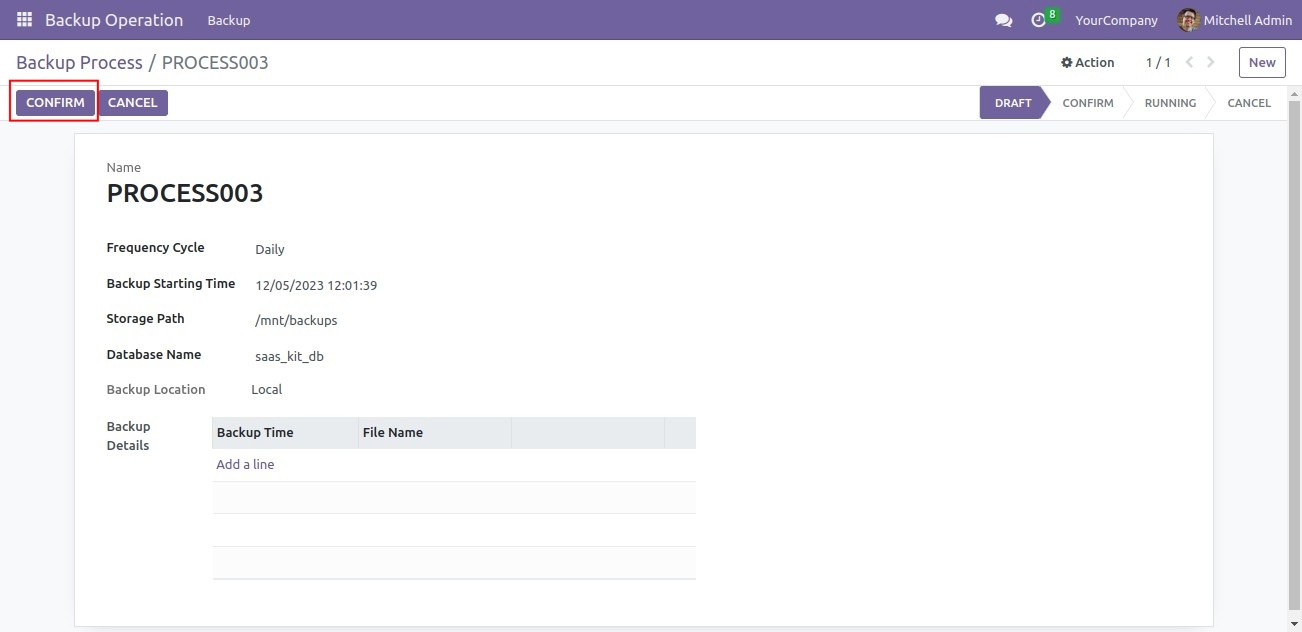 Backup Operation Backup 8 YourCompany Mitchell Admin
Backup Process / PROCESS003 Action 1 / 1 New
CONFIRM CANCEL DRAFT CONFIRM RUNNING CANCEL
Name
PROCESS003
Frequency Cycle Daily
Backup Starting Time 12/05/2023 12:01:39
Storage Path /mnt/backups
Database Name saas_kit_db
Backup Location Local
Backup Details
Backup Time File Name
Add a line